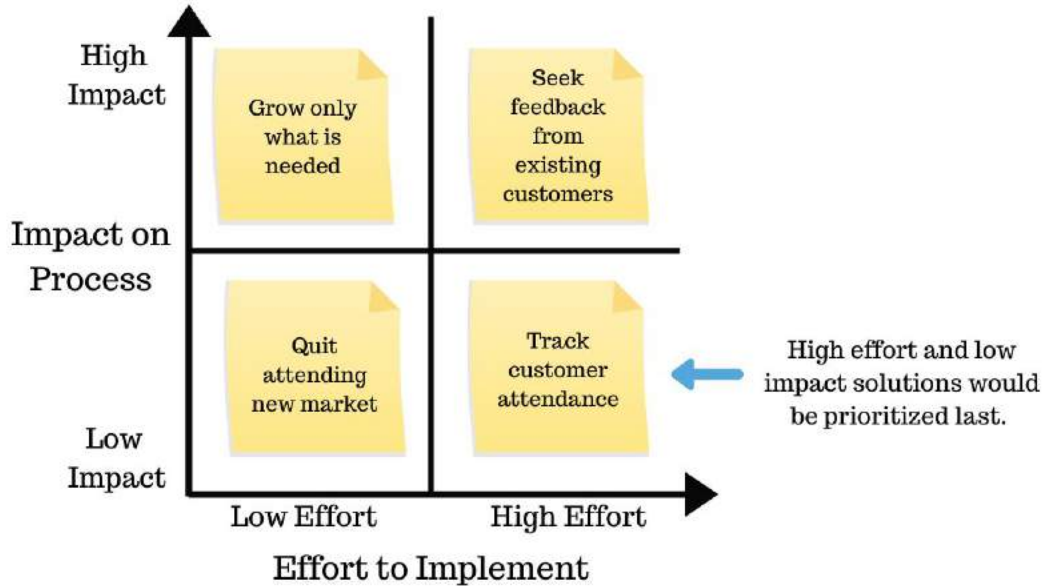 High
Impact
Grow only
what is
needed
Seek
feedback
from
existing
customers
Impact on
Process
Quit
attending
new market
Track
customer
attendance
High effort and low
impact solutions would
be prioritized last.
Low
Impact
Low Effort
High Effort
Effort to Implement